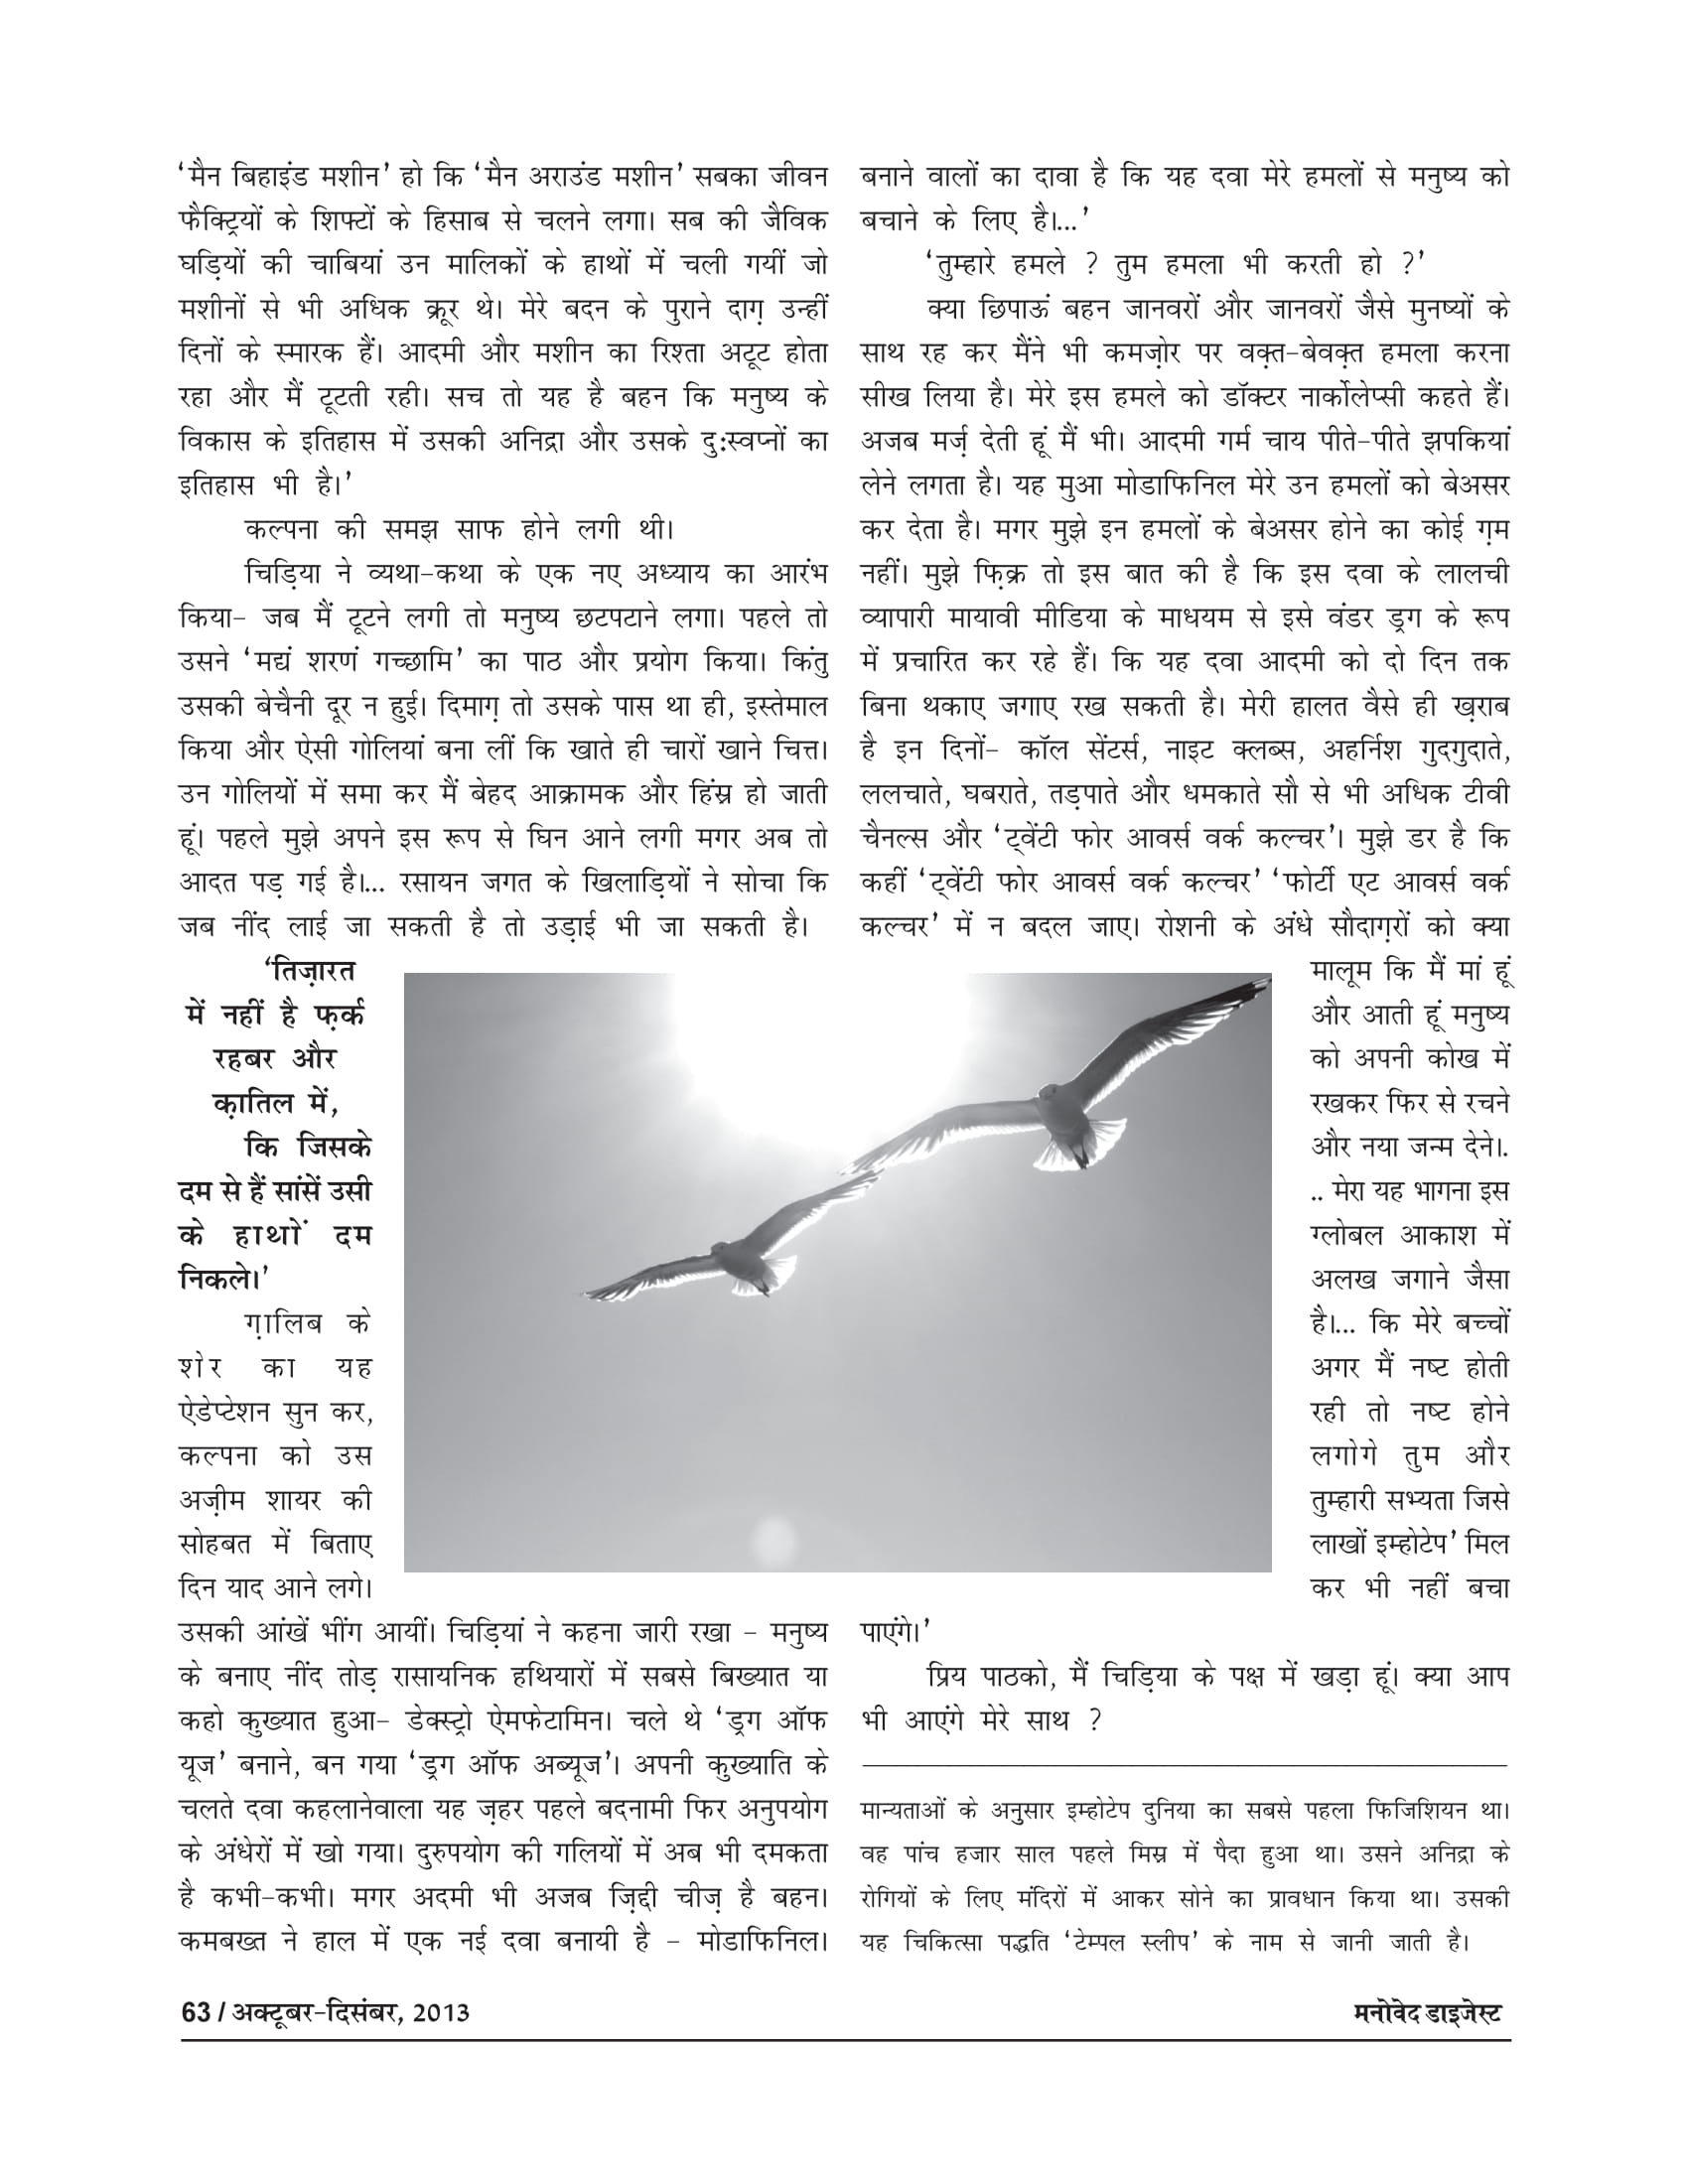 ‘मैन बिहाइंड मशीन’ हो कि ‘मैन अराउंड मशीन’ सबका जीवन
फैक्ट्रियों के शिफ्टों के हिसाब से चलने लगा। सब की जैविक
घड़ियों की चाबियां उन मालिकों के हाथों में चली गयीं जो
मशीनों से भी अधिक क्रूर थे। मेरे बदन के पुराने दाग़ उन्हीं
दिनों के स्मारक हैं। आदमी और मशीन का रिश्ता अटूट होता
रहा और मैं टूटती रही। सच तो यह है बहन कि मनुष्य के
विकास के इतिहास में उसकी अनिद्रा और उसके दुःस्वप्नों का
इतिहास भी है।’
कल्पना की समझ साफ होने लगी थी।
चिड़िया ने व्यथा-कथा के एक नए अध्याय का आरंभ
किया- जब मैं टूटने लगी तो मनुष्य छटपटाने लगा। पहले तो
उसने ‘मद्यं शरणं गच्छामि’ का पाठ और प्रयोग किया। किंतु
उसकी बेचैनी दूर न हुई। दिमाग़ तो उसके पास था ही, इस्तेमाल
किया और ऐसी गोलियां बना लीं कि खाते ही चारों खाने चित्त।
उन गोलियों में समा कर मैं बेहद आक्रामक और हिंस्र हो जाती
हूं। पहले मुझे अपने इस रूप से घिन आने लगी मगर अब तो
आदत पड़ गई है।... रसायन जगत के खिलाड़ियों ने सोचा कि
जब नींद लाई जा सकती है तो उड़ाई भी जा सकती है।
‘तिज़ारत
में नहीं है फ़र्क
रहबर और
क़ातिल में,
कि जिसके
दम से हैं सांसें उसी
के हाथों दम
निकले।’
ग़ालिब के
शेर का यह
ऐडेप्टेशन सुन कर,
कल्पना को उस
अज़ीम शायर की
सोहबत में बिताए
दिन याद आने लगे।
उसकी आंखें भींग आयीं। चिड़ियां ने कहना जारी रखा - मनुष्य
के बनाए नींद तोड़ रासायनिक हथियारों में सबसे बिख्यात या
कहो कुख्यात हुआ- डेक्स्ट्रो ऐमफेटामिन। चले थे ‘ड्रग ऑफ
यूज’ बनाने, बन गया ‘ड्रग ऑफ अब्यूज’। अपनी कुख्याति के
चलते दवा कहलानेवाला यह ज़हर पहले बदनामी फिर अनुपयोग
के अंधेरों में खो गया। दुरुपयोग की गलियों में अब भी दमकता
है कभी-कभी। मगर अदमी भी अजब ज़िद्दी चीज़ है बहन।
कमबख्त ने हाल में एक नई दवा बनायी है - मोडाफिनिल।
बनाने वालों का दावा है कि यह दवा मेरे हमलों से मनुष्य को
बचाने के लिए है।...’
‘तुम्हारे हमले ? तुम हमला भी करती हो ?’
क्या छिपाऊं बहन जानवरों और जानवरों जैसे मुनष्यों के
साथ रह कर मैंने भी कमज़ोर पर वक़्त-बेवक़्त हमला करना
सीख लिया है। मेरे इस हमले को डॉक्टर नार्कोलेप्सी कहते हैं।
अजब मर्ज़ देती हूं मैं भी। आदमी गर्म चाय पीते-पीते झपकियां
लेने लगता है। यह मुआ मोडाफिनिल मेरे उन हमलों को बेअसर
कर देता है। मगर मुझे इन हमलों के बेअसर होने का कोई ग़म
नहीं। मुझे फ़िक्र तो इस बात की है कि इस दवा के लालची
व्यापारी मायावी मीडिया के माधयम से इसे वंडर ड्रग के रूप
में प्रचारित कर रहे हैं। कि यह दवा आदमी को दो दिन तक
बिना थकाए जगाए रख सकती है। मेरी हालत वैसे ही ख़राब
है इन दिनों- कॉल सेंटर्स, नाइट क्लब्स, अहर्निश गुदगुदाते,
ललचाते, घबराते, तड़पाते और धमकाते सौ से भी अधिक टीवी
चैनल्स और ‘ट्वेंटी फोर आवर्स वर्क कल्चर’। मुझे डर है कि
कहीं ‘ट्वेंटी फोर आवर्स वर्क कल्चर’ ‘फोर्टी एट आवर्स वर्क
कल्चर’ में न बदल जाए। रोशनी के अंधे सौदाग़रों को क्या
मालूम कि मैं मां हूं
और आती हूं मनुष्य
को अपनी कोख में
रखकर फिर से रचने
और नया जन्म देने।.
.. मेरा यह भागना इस
ग्लोबल आकाश में
अलख जगाने जैसा
है।... कि मेरे बच्चों
अगर मैं नष्ट होती
रही तो नष्ट होने
लगोगे तुम और
तुम्हारी सभ्यता जिसे
लाखों इम्होटेप’ मिल
कर भी नहीं बचा
पाएंगे।’
प्रिय पाठको, मैं चिड़िया के पक्ष में खड़ा हूं। क्या आप
भी आएंगे मेरे साथ ?
मान्यताओं के अनुसार इम्होटेप दुनिया का सबसे पहला फिजिशियन था।
वह पांच हजार साल पहले मिस्र में पैदा हुआ था। उसने अनिद्रा के
रोगियों के लिए मंदिरों में आकर सोने का प्रावधान किया था। उसकी
यह चिकित्सा पद्धति ‘टेम्पल स्लीप’ के नाम से जानी जाती है।
63 / अक्टूबर-दिसंबर, 2013
मनोवेद डाइजेस्ट